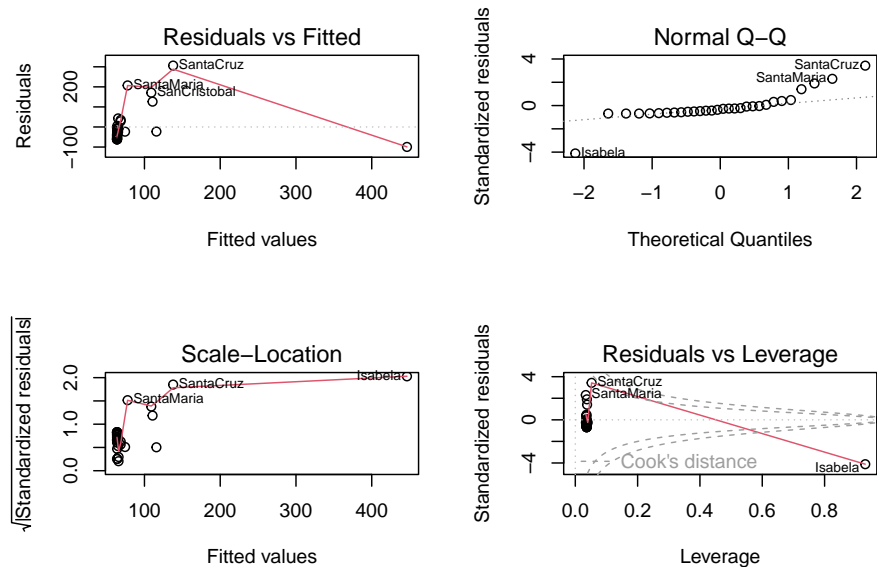 Residuals vs Fitted
Residuals
−100
200
SantaCruz
SantaMaria
SanCristobal
100
200
300
400
Fitted values
Normal Q−Q
Standardized residuals
−4
0
4
SantaCruz
SantaMaria
Isabela
−2
−1
0
1
2
Theoretical Quantiles
Scale−Location
√|Standardized residuals|
0.0
1.0
2.0
Isabela
SantaCruz
SantaMaria
100
200
300
400
Fitted values
Residuals vs Leverage
Standardized residuals
−4
0
4
SantaCruz
SantaMaria
Cook's distance
Isabela
0.0
0.2
0.4
0.6
0.8
Leverage